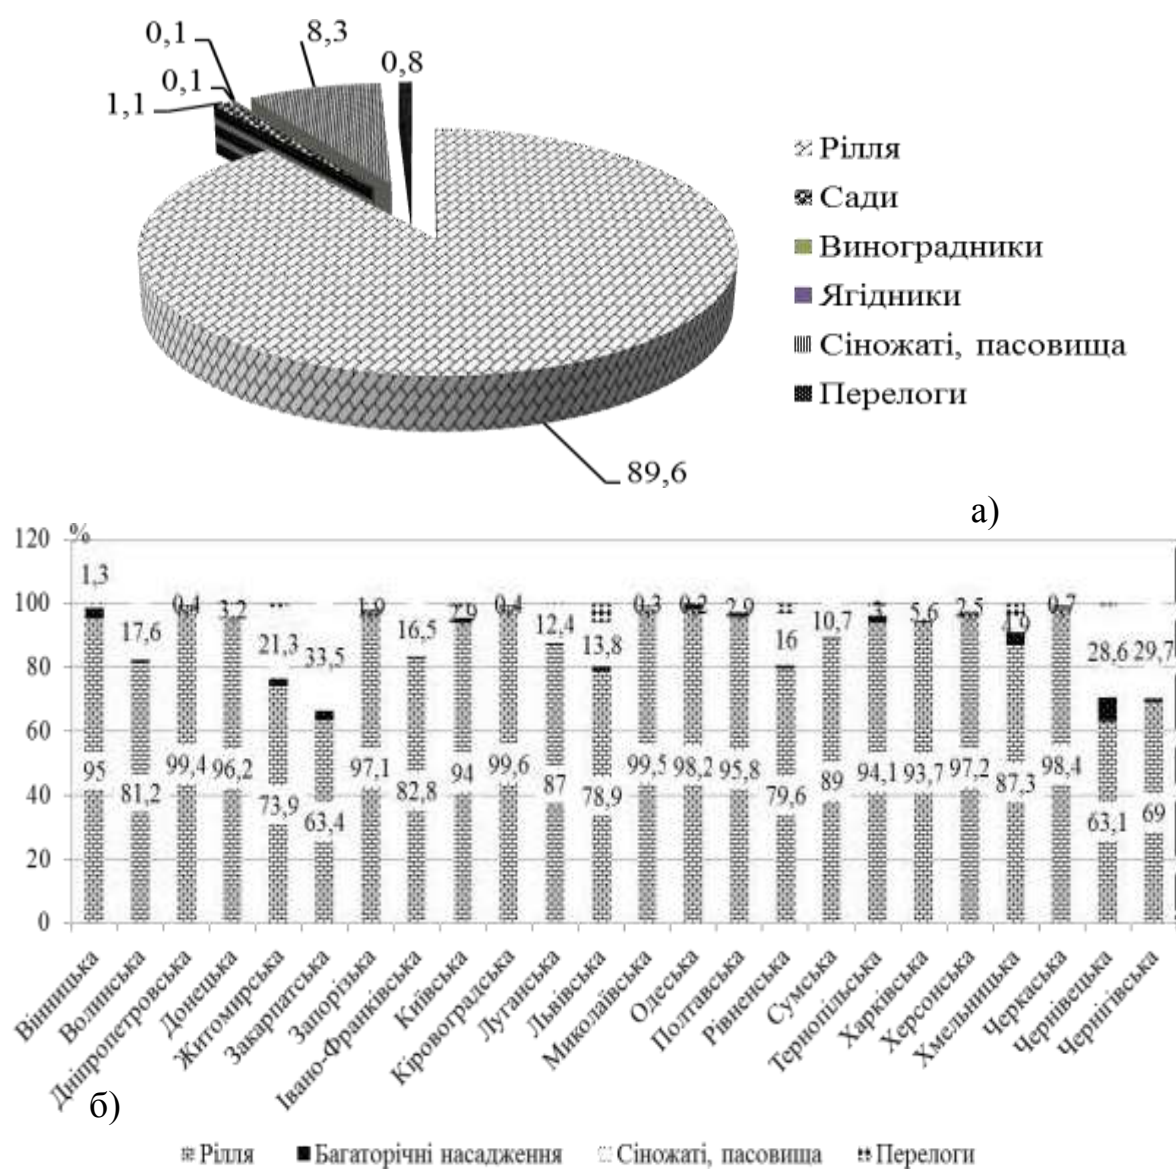 0,1
8,3
0,8
0,1
1,1
Рілля
Сади
Виноградники
Ягідники
Сіножаті, пасовища
Перелоги
89,6
а)
%
120
100
80
60
40
20
0
1,3 17,6 0,4 3,2 21,3 33,5 1,9 16,5 0,4 12,4 13,8 0,3 0,2 2,9 16 10,7 3 5,6 2,5 4,9 0,7 28,6 29,7
95 81,2 99,4 96,2 73,9 63,4 97,1 82,8 94 99,6 87 78,9 99,5 98,2 95,8 79,6 89 94,1 93,7 97,2 87,3 98,4 63,1 69
Вінницька
Волинська
Дніпропетровська
Донецька
Житомирська
Закарпатська
Запорізька
Івано-Франківська
Київська
Кіровоградська
Луганська
Львівська
Миколаївська
Одеська
Полтавська
Рівненська
Сумська
Тернопільська
Харківська
Херсонська
Хмельницька
Черкаська
Чернівецька
Чернігівська
б)
Рілля Багаторічні насадження Сіножаті, пасовища Перелоги